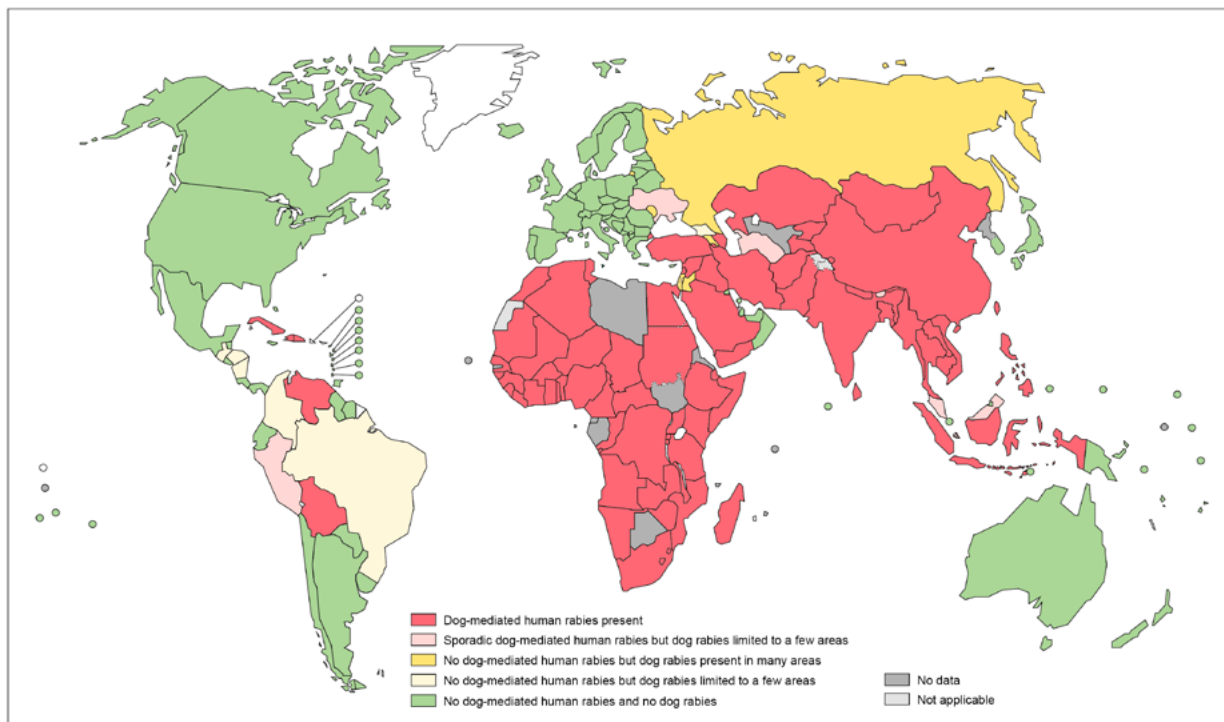 Dog-mediated human rabies present
Sporadic dog-mediated human rabies but dog rabies limited to a few areas
No dog-mediated human rabies but dog rabies present in many areas
No dog-mediated human rabies but dog rabies limited to a few areas
No dog-mediated human rabies and no dog rabies
No data
Not applicable